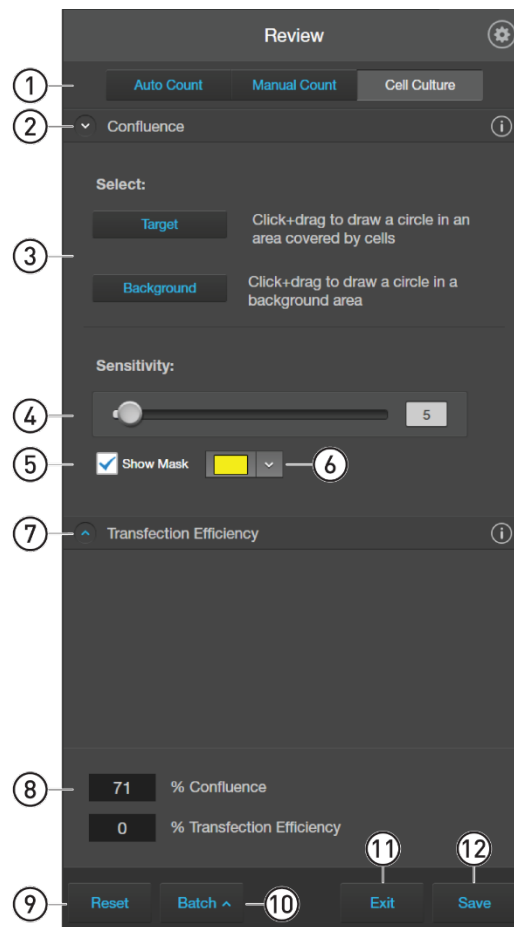 Review
1 Auto Count Manual Count Cell Culture
2 Confluence i
Select:
Target Click+drag to draw a circle in an
area covered by cells
3
Background Click+drag to draw a circle in a
background area
Sensitivity:
4 5
5 Show Mask 6
7 Transfection Efficiency i
8 71 % Confluence
0 % Transfection Efficiency
11 12
9 Reset Batch 10 Exit Save